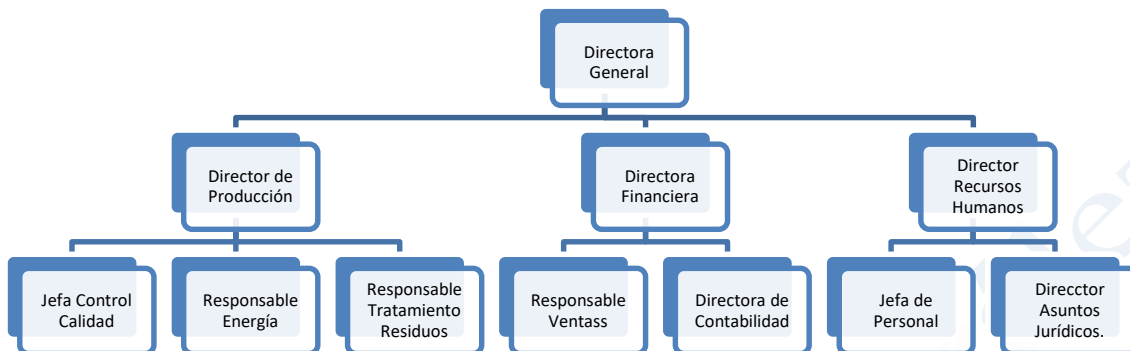 Directora
General
Director de
Producción
Directora
Financiera
Director
Recursos
Humanos
Jefa Control
Calidad
Responsable
Energía
Responsable
Tratamiento
Residuos
Responsable
Ventass
Directora de
Contabilidad
Jefa de
Personal
Direcctor
Asuntos
Jurídicos.